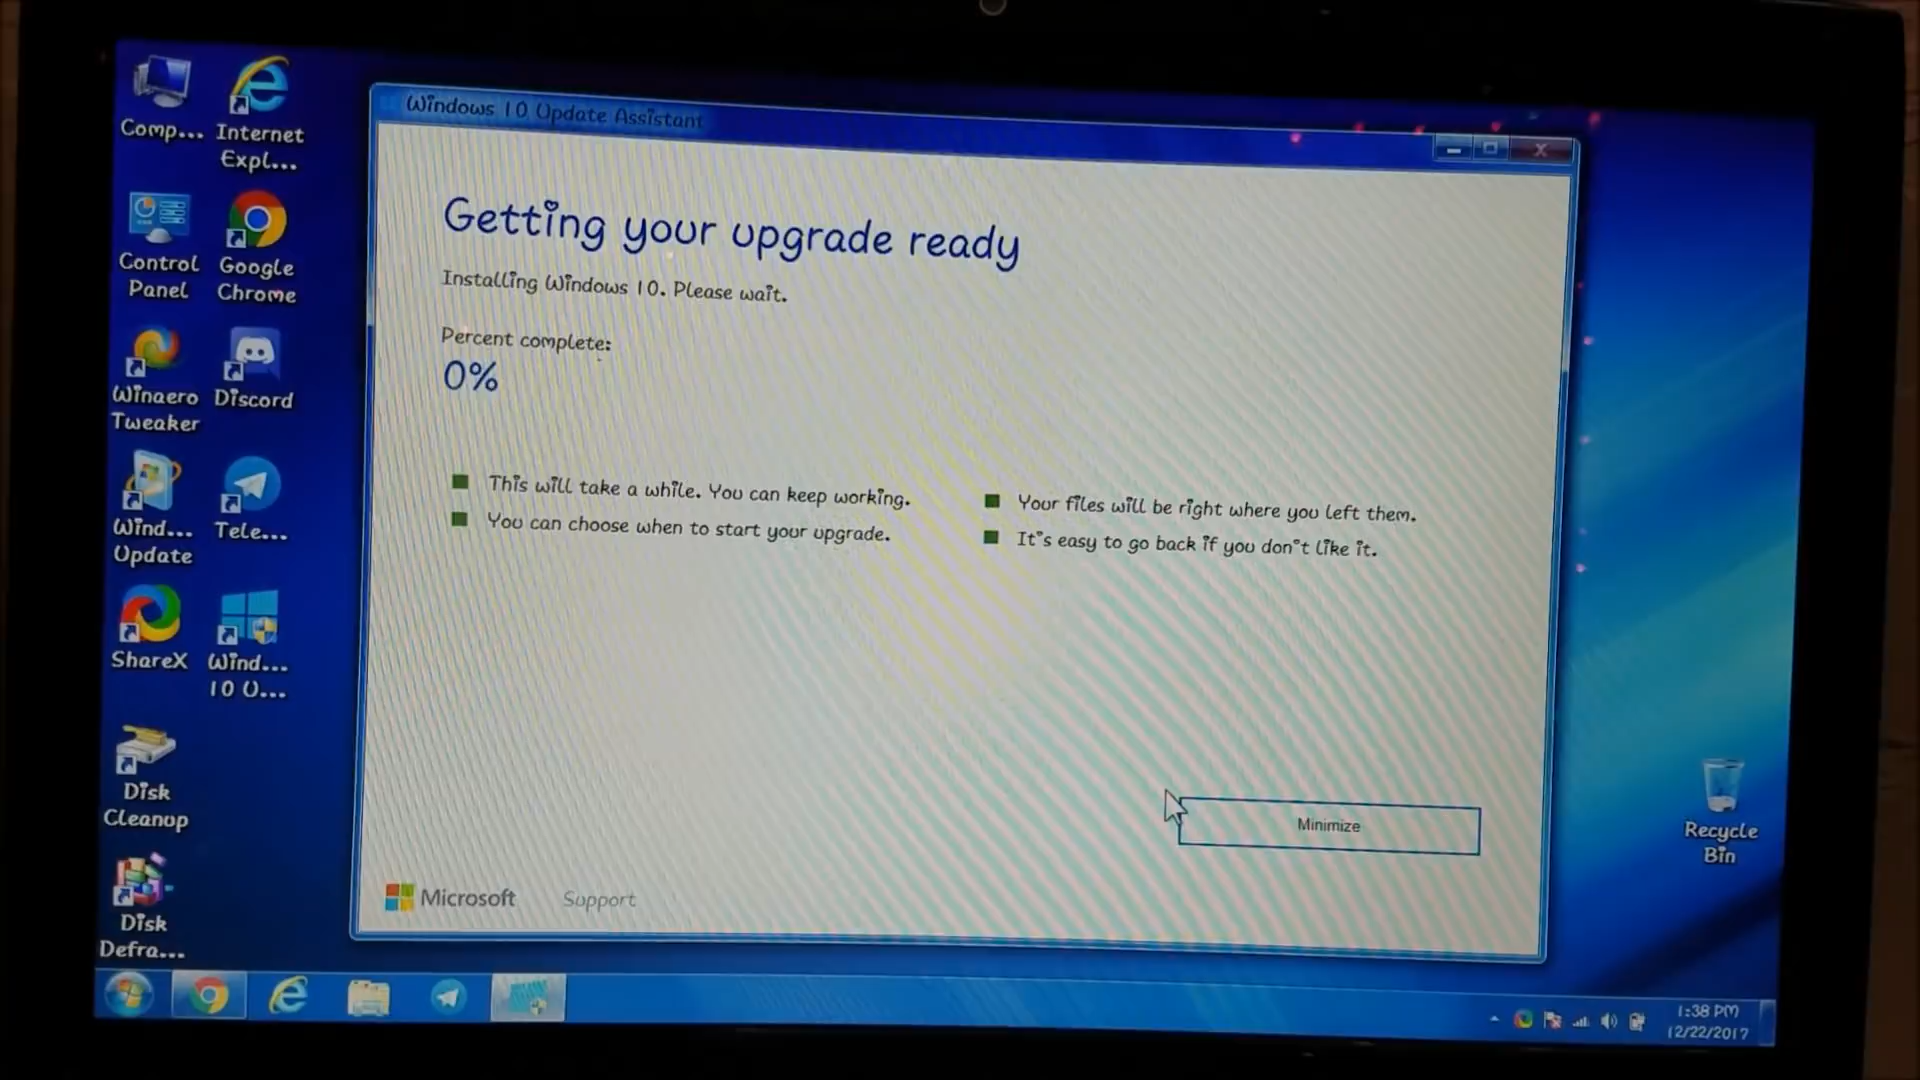 Comp...
Internet
Expl...
Control
Panel
Google
Chrome
Winaero
Tweaker
Discord
Wind...
Update
Tele...
ShareX
Wind...
10 U...
Disk
Cleanup
Disk
Defra...
Windows 10 Update Assistant
Getting your upgrade ready
Installing Windows 10. Please wait.
Percent complete:
0%
This will take a while. You can keep working.
You can choose when to start your upgrade.
Your files will be right where you left them.
It"s easy to go back if you don"t like it.
Minimize
Microsoft
Support
Recycle
Bin
1:38 PM
12/22/2017